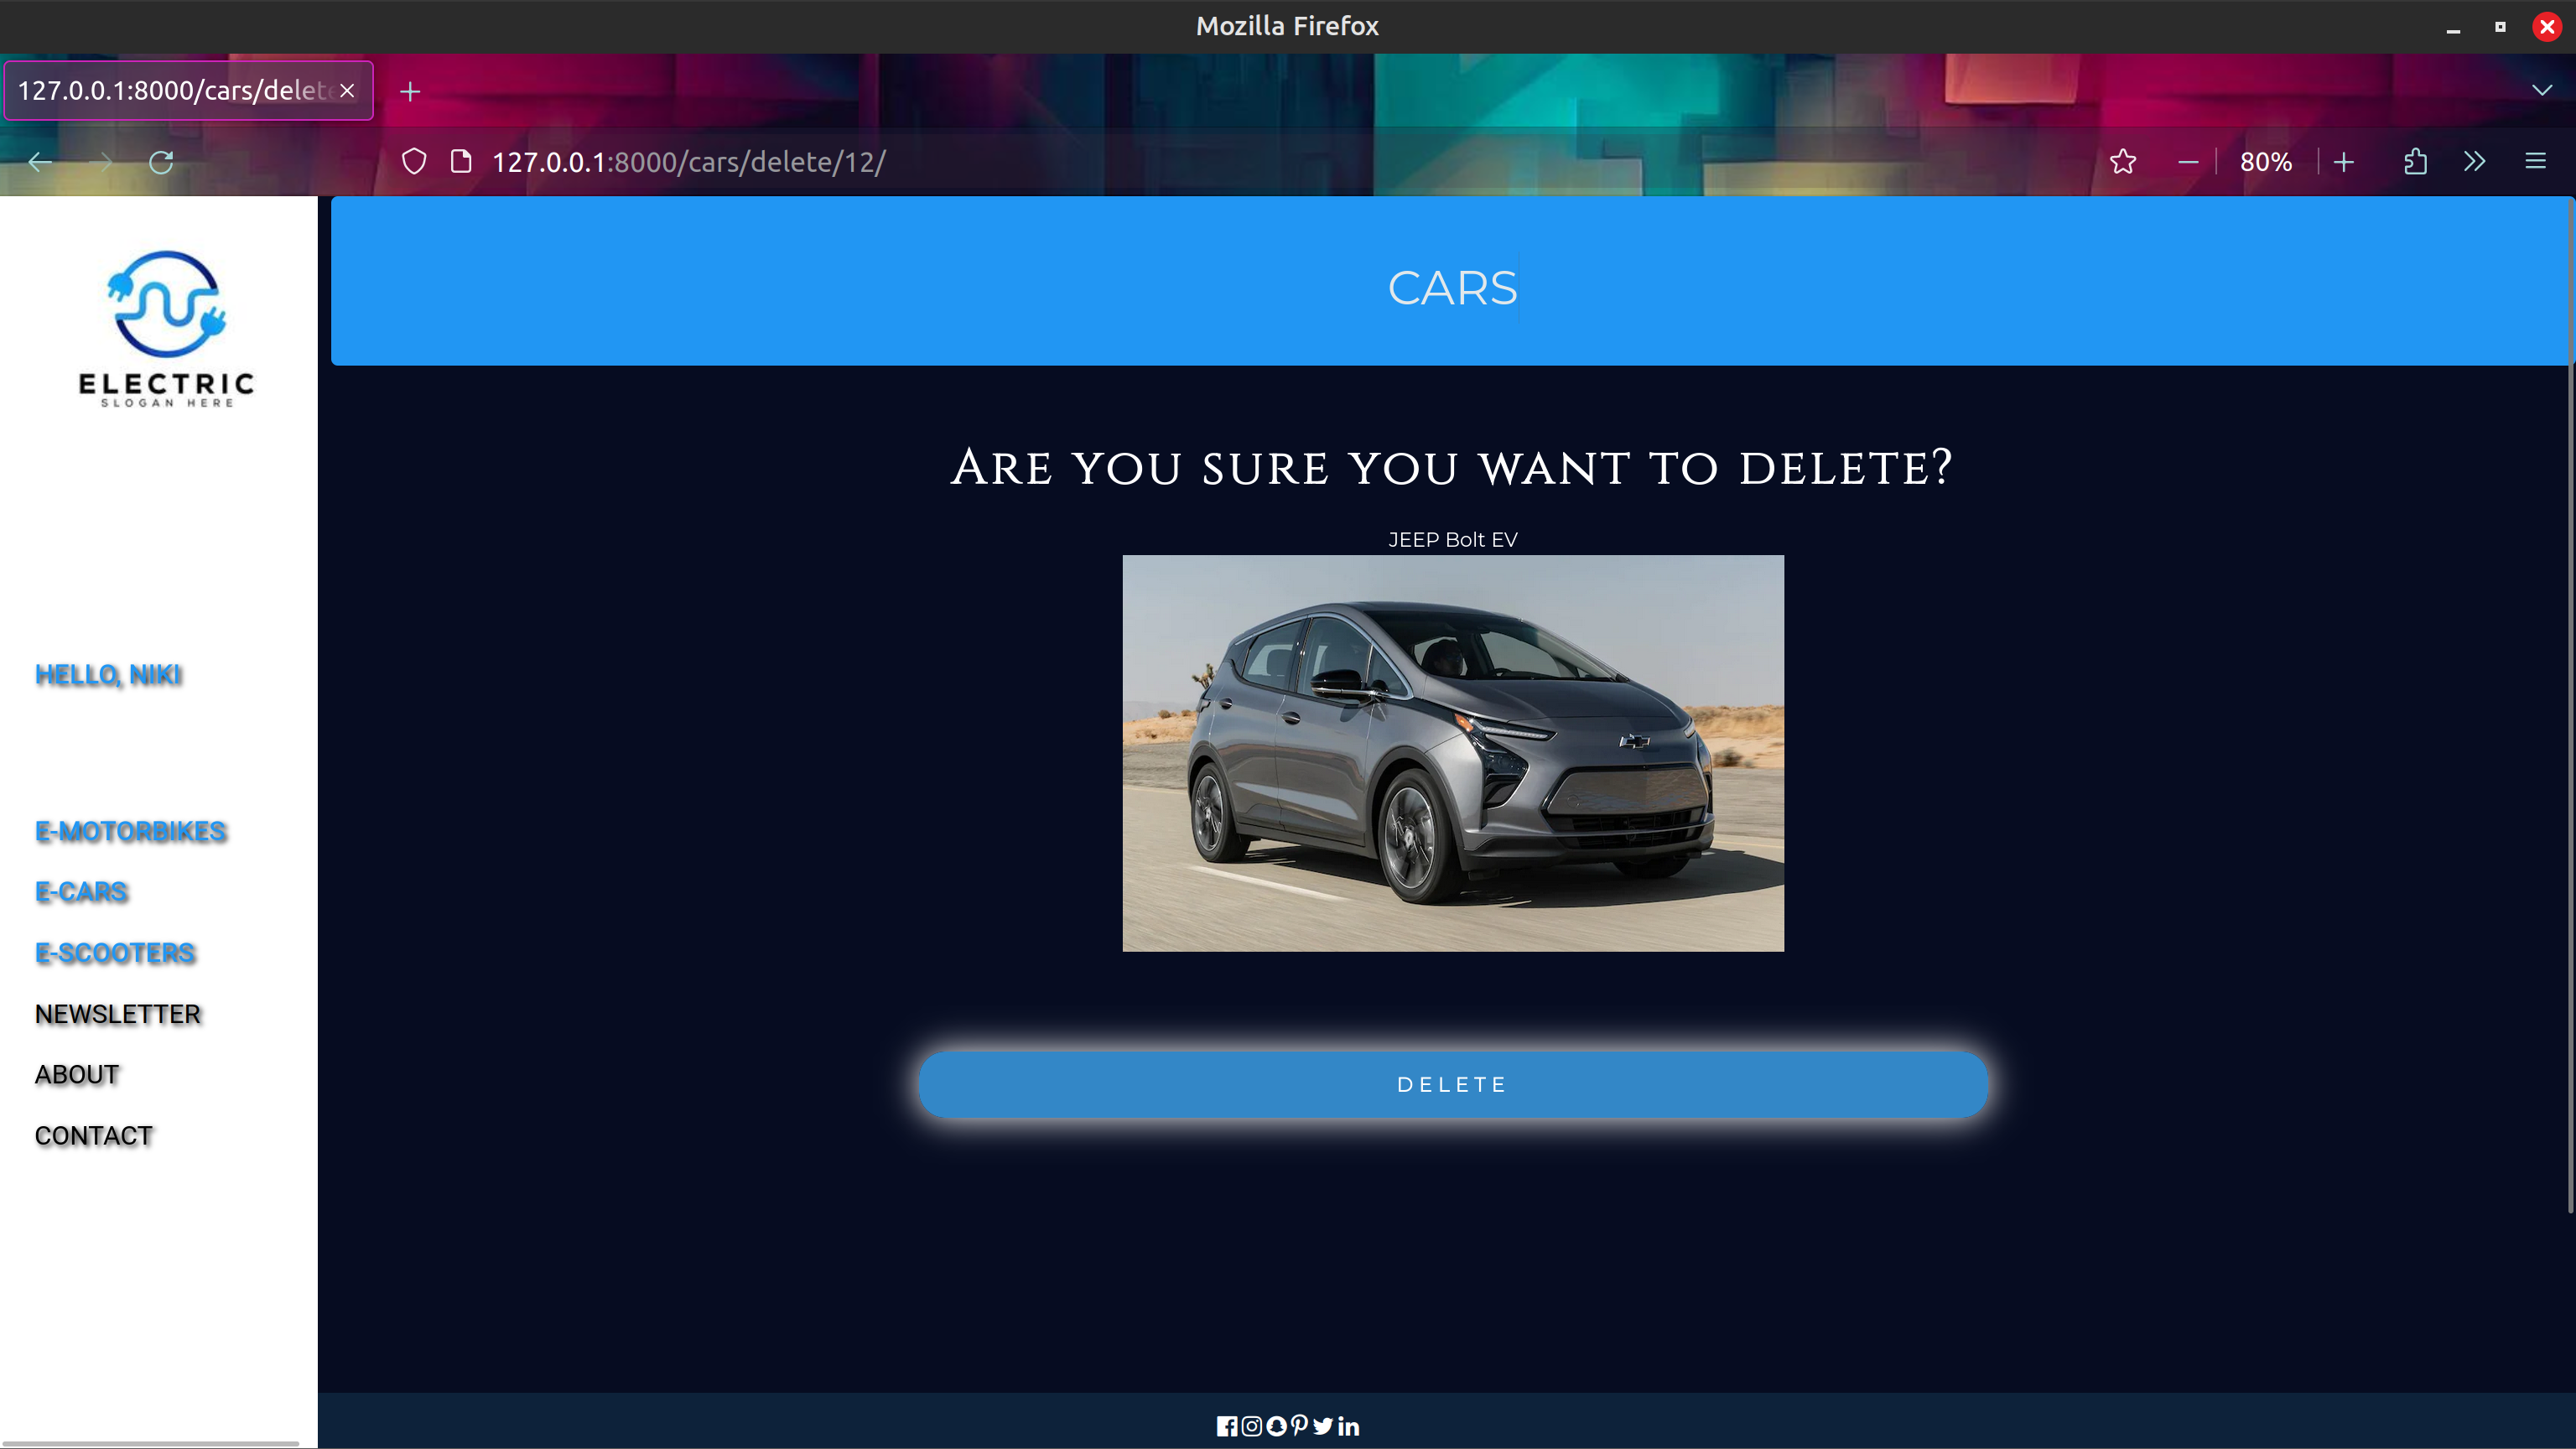 Mozilla Firefox
127.0.0.1:8000/cars/delete
127.0.0.1:8000/cars/delete/12/
80%
ELECTRIC
SLOGAN HERE
HELLO, NIKI
E-MOTORBIKES
E-CARS
E-SCOOTERS
NEWSLETTER
ABOUT
CONTACT
CARS
Are you sure you want to delete?
JEEP Bolt EV
DELETE